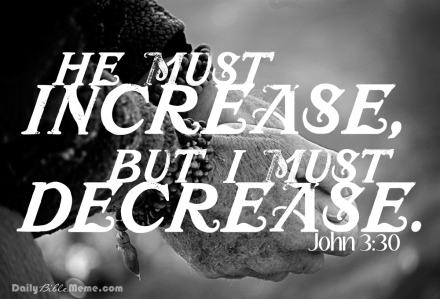 HE MUST
INCREASE,
BUT I MUST
DECREASE.
John 3:30
DailyBibleMeme.com